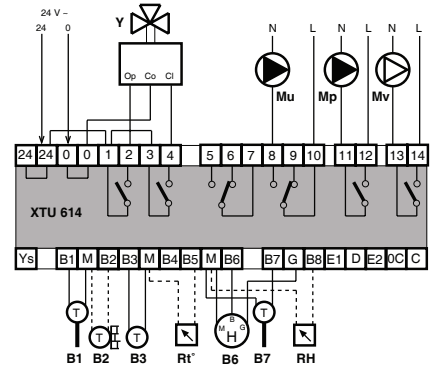 24 V ~
24 0
Y
N L N L N L
Op Co Cl
Mu Mp Mv
24 24 0 0 1 2 3 4 5 6 7 8 9 10 11 12 13 14
XTU 614
Ys B1 M B2 B3 M B4 B5 M B6 B7 G B8 E1 D E2 0C C
T T T M B G H T
B1 B2 B3 Rt° B6 B7 RH